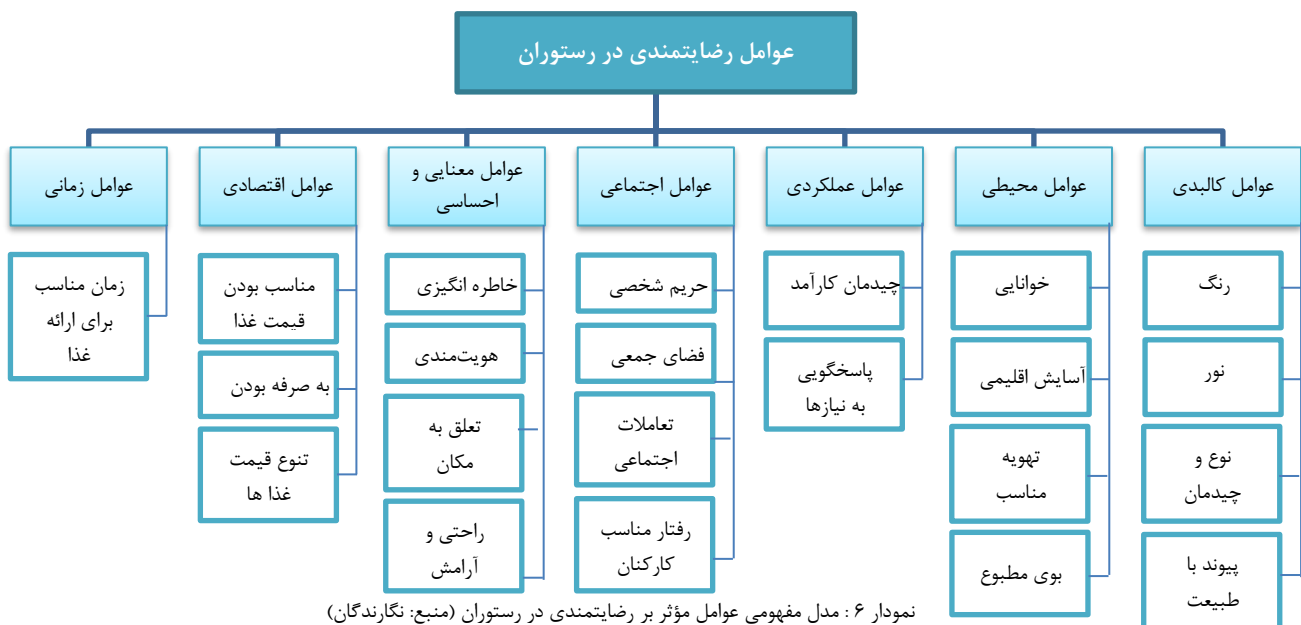 عوامل رضایتمندی در رستوران
عوامل کالبدی
رنگ
نور
نوع و
چیدمان
پیوند با
طبیعت
عوامل محیطی
خوانایی
آسایش اقلیمی
تهویه
مناسب
بوی مطبوع
عوامل عملکردی
چیدمان کارآمد
پاسخگویی
به نیازها
عوامل اجتماعی
حریم شخصی
فضای جمعی
تعاملات
اجتماعی
رفتار مناسب
کارکنان
عوامل معنایی و
احساسی
خاطره انگیزی
هویت‌مندی
تعلق به
مکان
راحتی و
آرامش
عوامل اقتصادی
مناسب بودن
قیمت غذا
به صرفه بودن
تنوع قیمت
غذا ها
عوامل زمانی
زمان مناسب
برای ارائه
غذا
نمودار ۶ : مدل مفهومی عوامل مؤثر بر رضایتمندی در رستوران (منبع: نگارندگان)